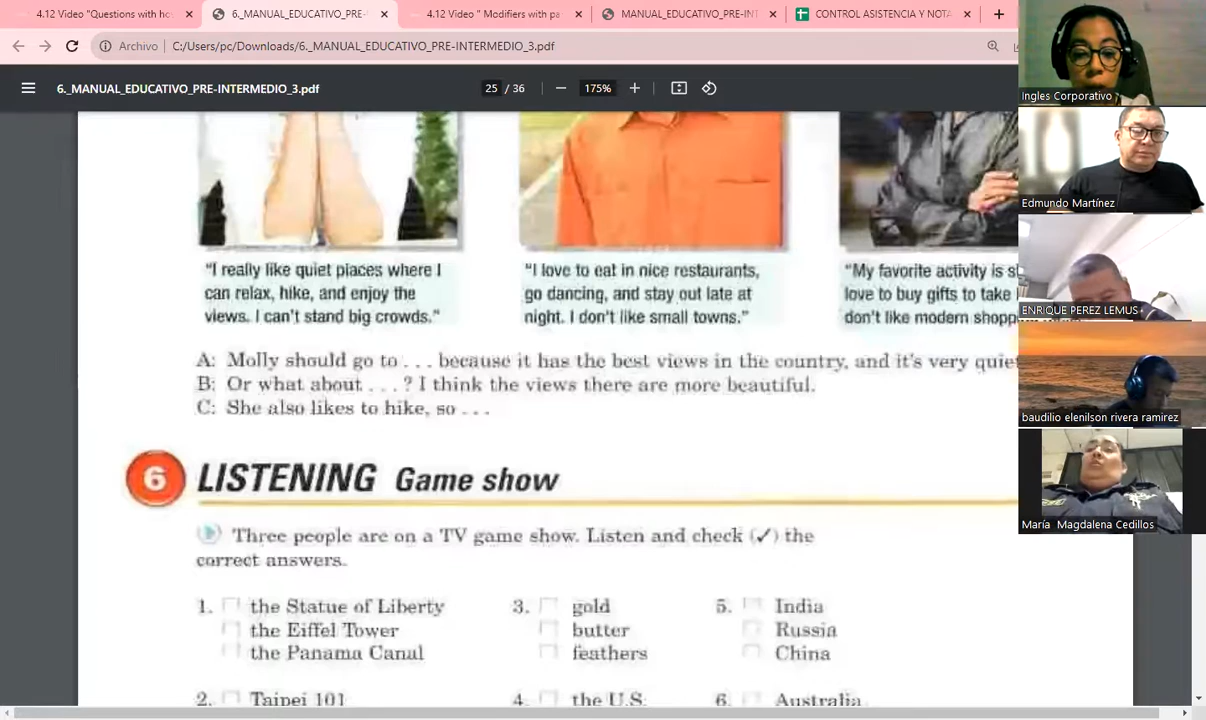 4.12 Video "Questions with ho
6._MANUAL_EDUCATIVO_PRE-
4.12 Video " Modifiers with pa
MANUAL_EDUCATIVO_PRE-INT
CONTROL ASISTENCIA Y NOTA
Archivo
C:/Users/pc/Downloads/6._MANUAL_EDUCATIVO_PRE-INTERMEDIO_3.pdf
6._MANUAL_EDUCATIVO_PRE-INTERMEDIO_3.pdf
25 / 36
175%
Ingles Corporativo
Edmundo Martínez
ENRIQUE PEREZ LEMUS
baudilio elenilson rivera ramirez
María Magdalena Cedillos
"I really like quiet places where I
can relax, hike, and enjoy the
views. I can't stand big crowds."
"I love to eat in nice restaurants,
go dancing, and stay out late at
night. I don't like small towns."
"My favorite activity is s
love to buy gifts to take
don't like modern shopp
A: Molly should go to . . . because it has the best views in the country, and it's very quie
B: Or what about . . . ? I think the views there are more beautiful.
C: She also likes to hike, so . . .
6 LISTENING Game show
Three people are on a TV game show. Listen and check (✓) the
correct answers.
1. the Statue of Liberty
the Eiffel Tower
the Panama Canal
3. gold
butter
feathers
5. India
Russia
China
2. Taipei 101
4. the U.S.
6. Australia